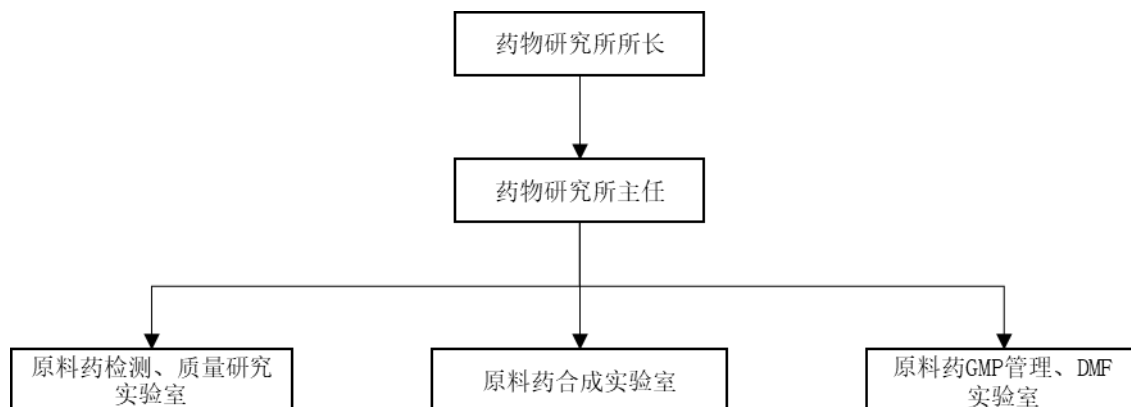 药物研究所所长
药物研究所主任
原料药检测、质量研究
实验室
原料药合成实验室
原料药GMP管理、DMF
实验室